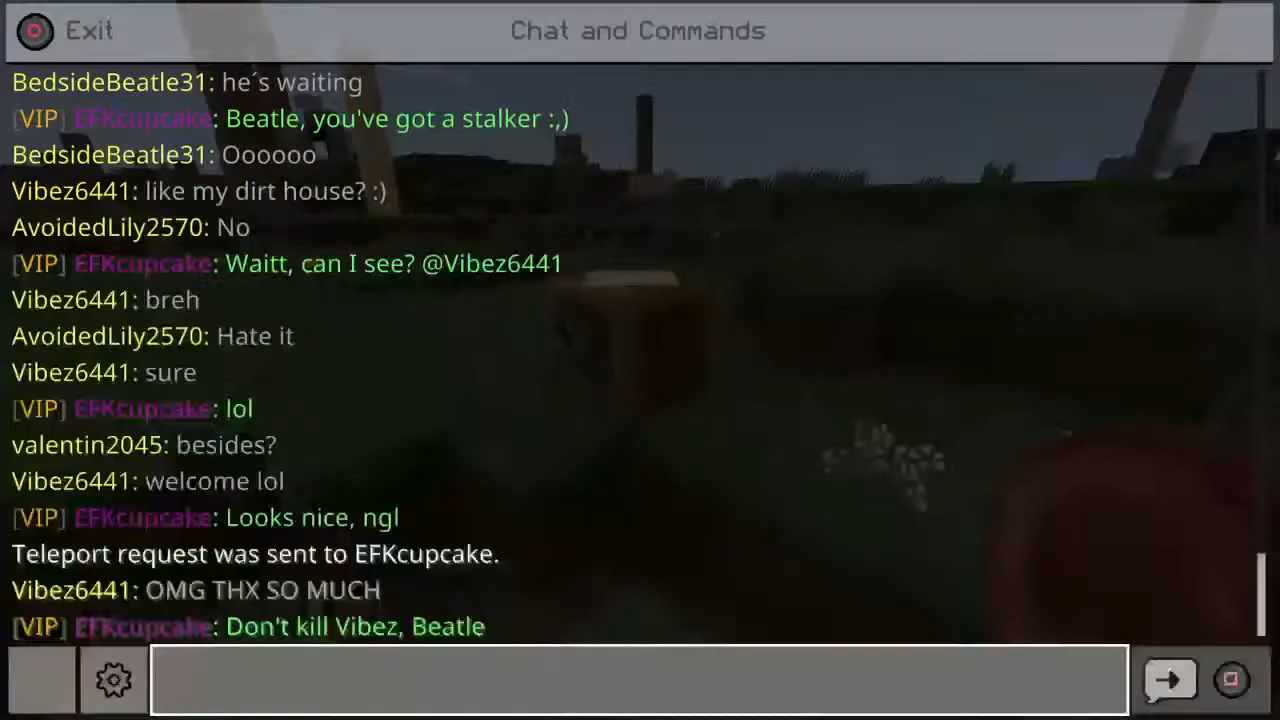 Exit
Chat and Commands
BedsideBeatle31: he´s waiting
[VIP] EFKcupcake: Beatle, you've got a stalker :,)
BedsideBeatle31: Oooooo
Vibez6441: like my dirt house? :)
AvoidedLily2570: No
[VIP] EFKcupcake: Waitt, can I see? @Vibez6441
Vibez6441: breh
AvoidedLily2570: Hate it
Vibez6441: sure
[VIP] EFKcupcake: lol
valentin2045: besides?
Vibez6441: welcome lol
[VIP] EFKcupcake: Looks nice, ngl
Teleport request was sent to EFKcupcake.
Vibez6441: OMG THX SO MUCH
[VIP] EFKcupcake: Don't kill Vibez, Beatle